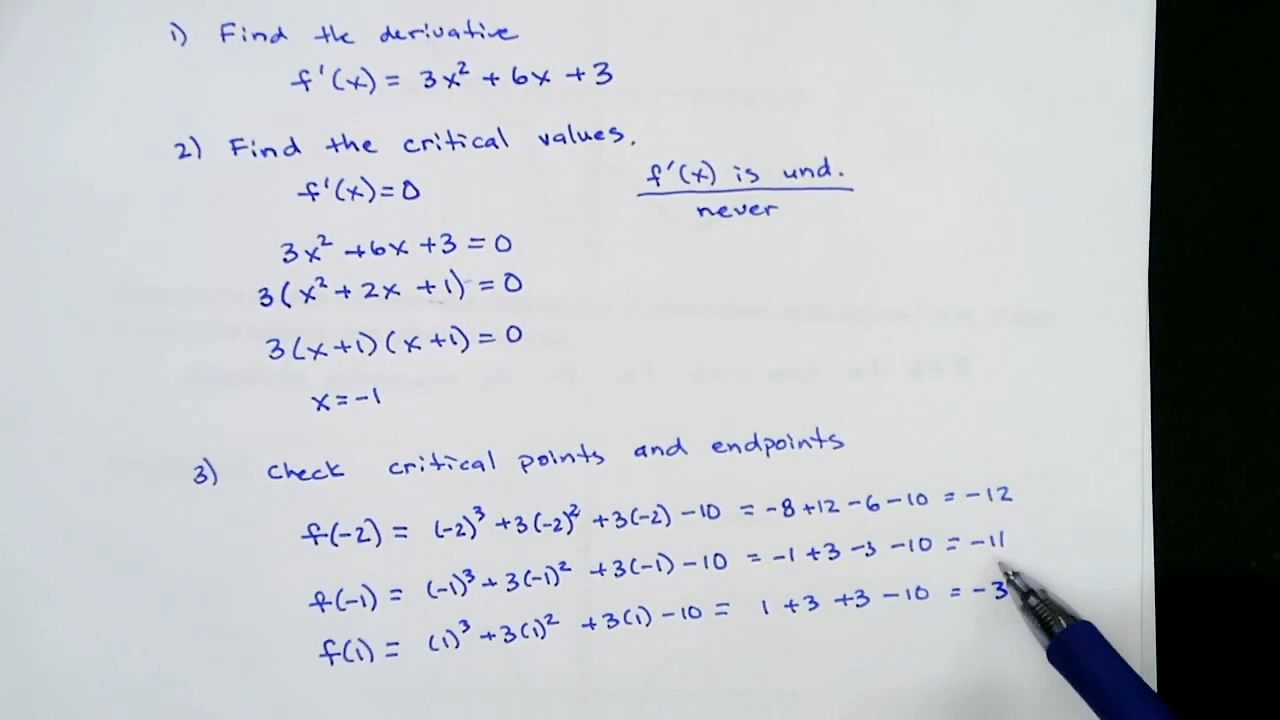 1) Find the derivative
f'(x) = 3x² + 6x + 3
2) Find the critical values.
f'(x) = 0
f'(x) is und.
never
3x² + 6x + 3 = 0
3(x² + 2x + 1) = 0
3(x+1)(x+1) = 0
x = -1
3) Check critical points and endpoints
f(-2) = (-2)³ + 3(-2)² + 3(-2) - 10 = -8 + 12 - 6 - 10 = -12
f(-1) = (-1)³ + 3(-1)² + 3(-1) - 10 = -1 + 3 - 3 - 10 = -11
f(1) = (1)³ + 3(1)² + 3(1) - 10 = 1 + 3 + 3 - 10 = -3